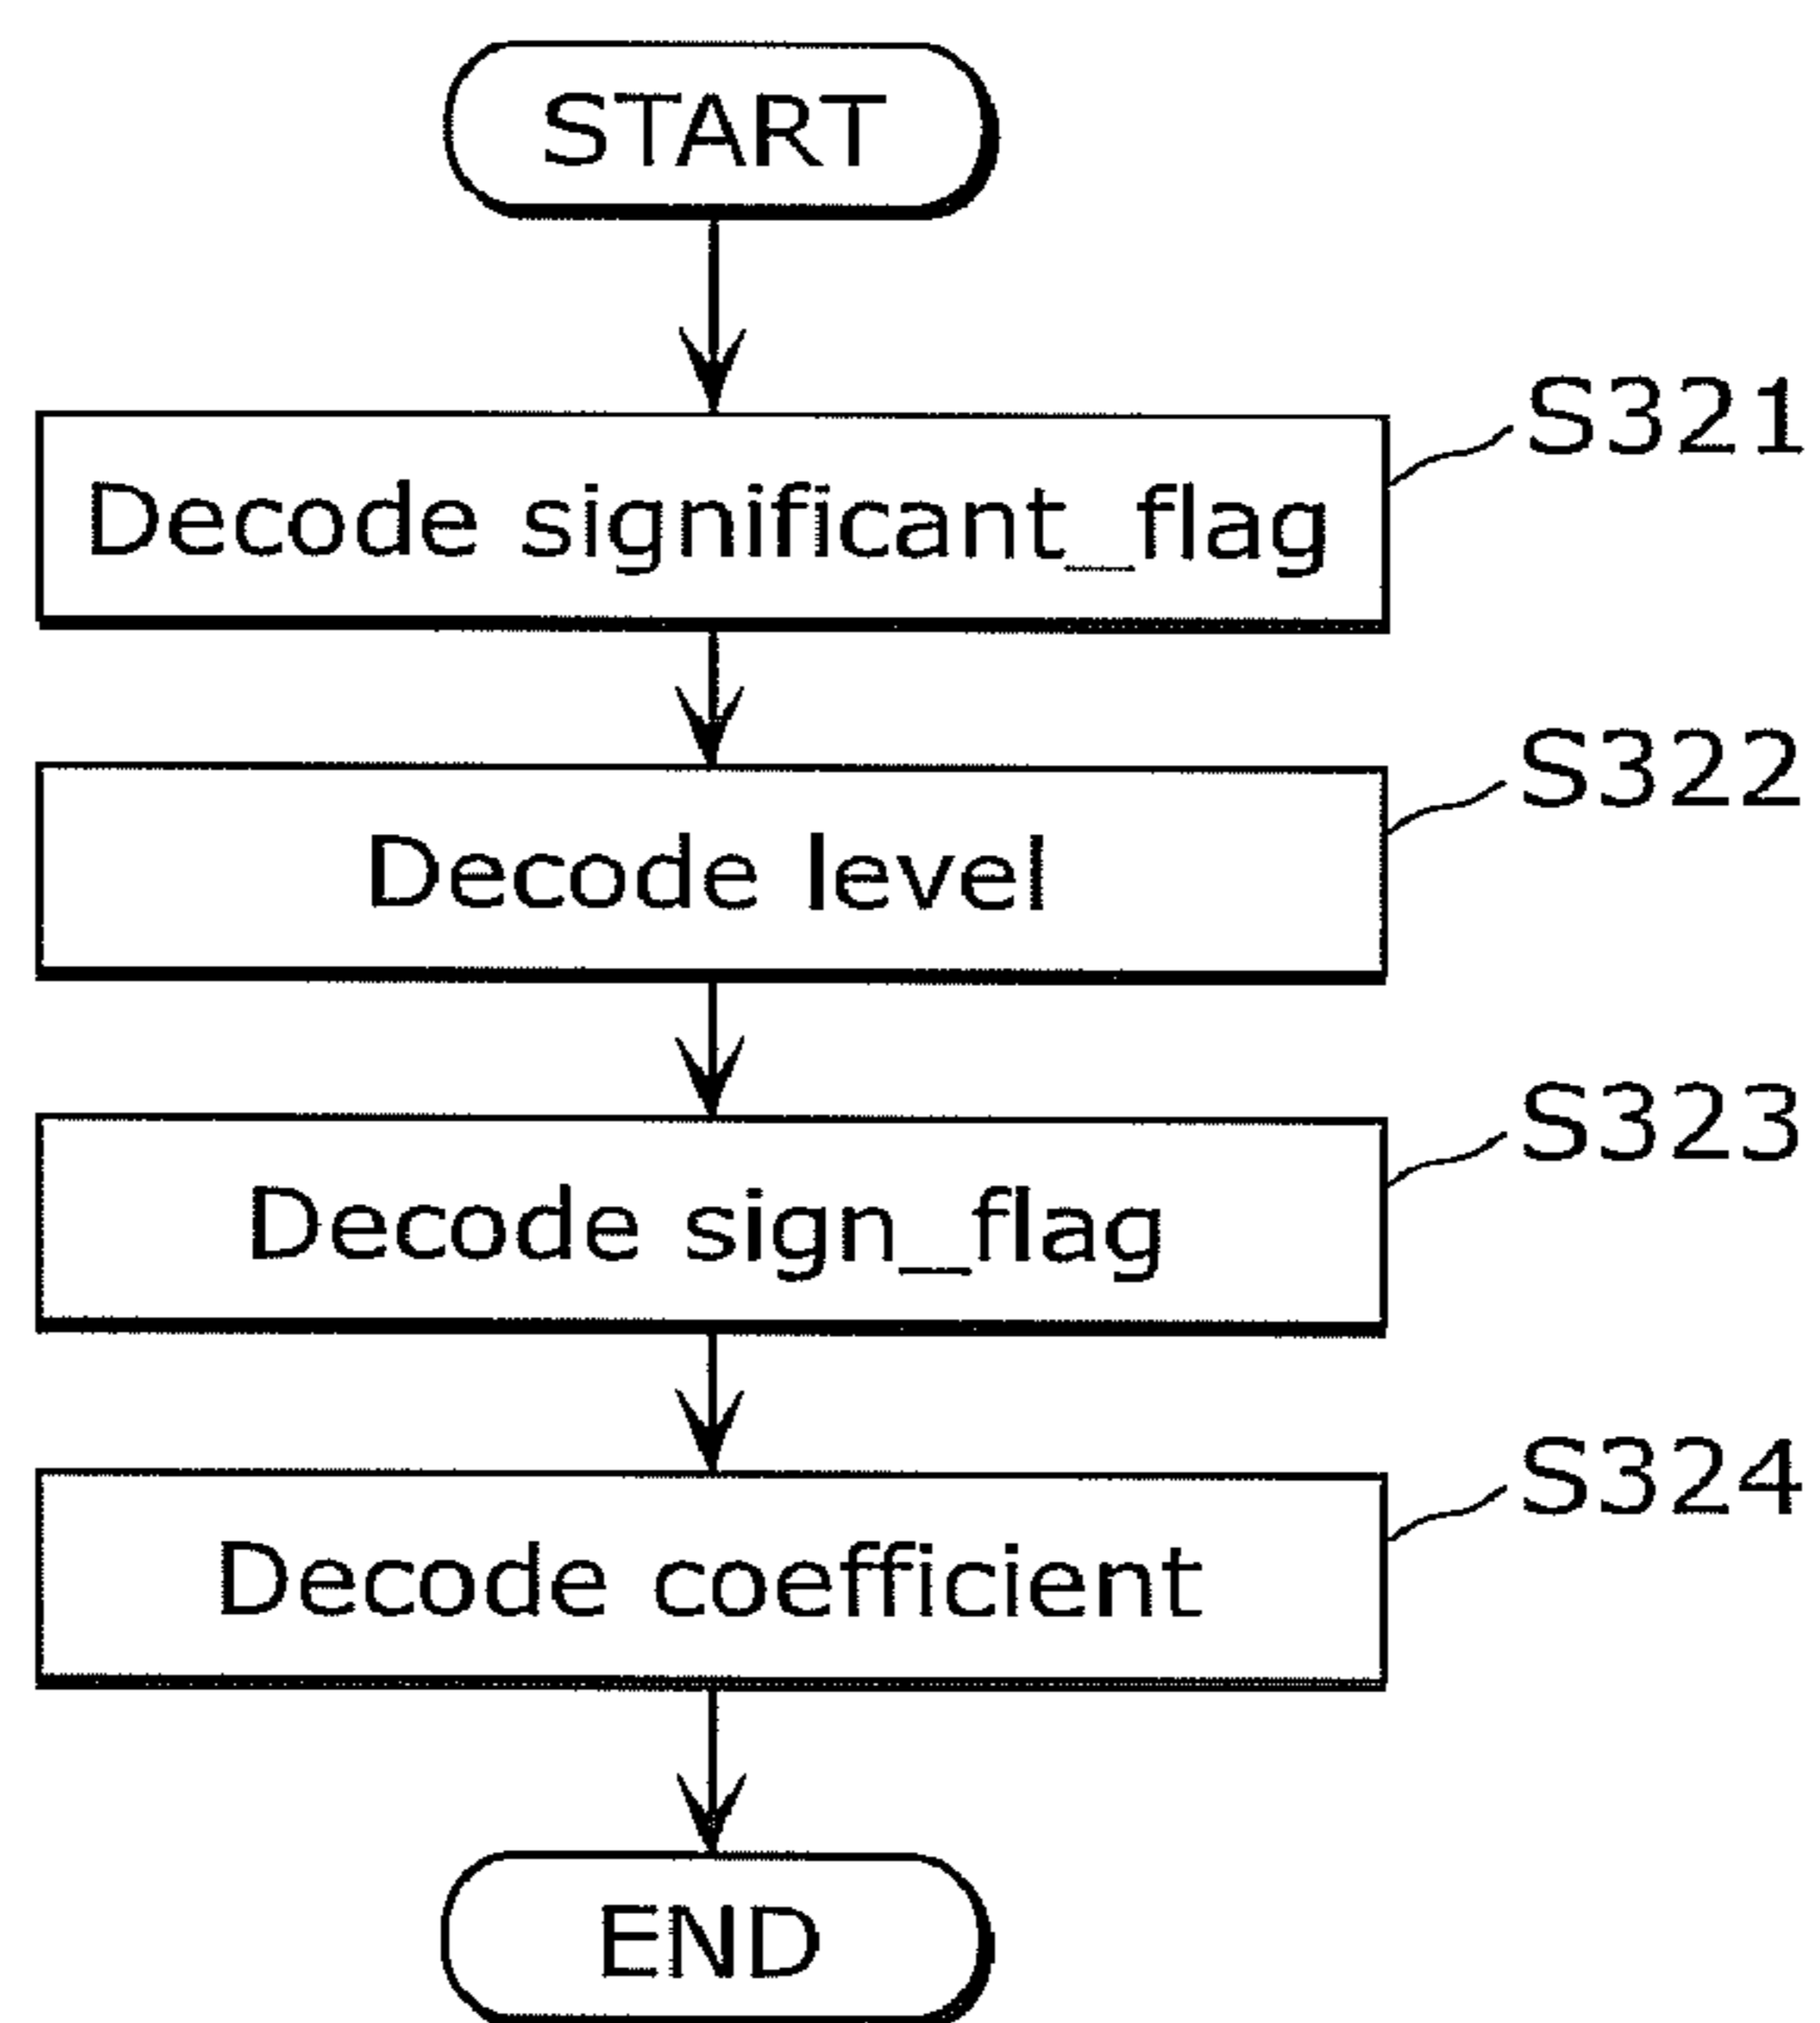 START
S321
Decode significant_flag
S322
Decode level
S323
Decode sign_flag
S324
Decode coefficient
END